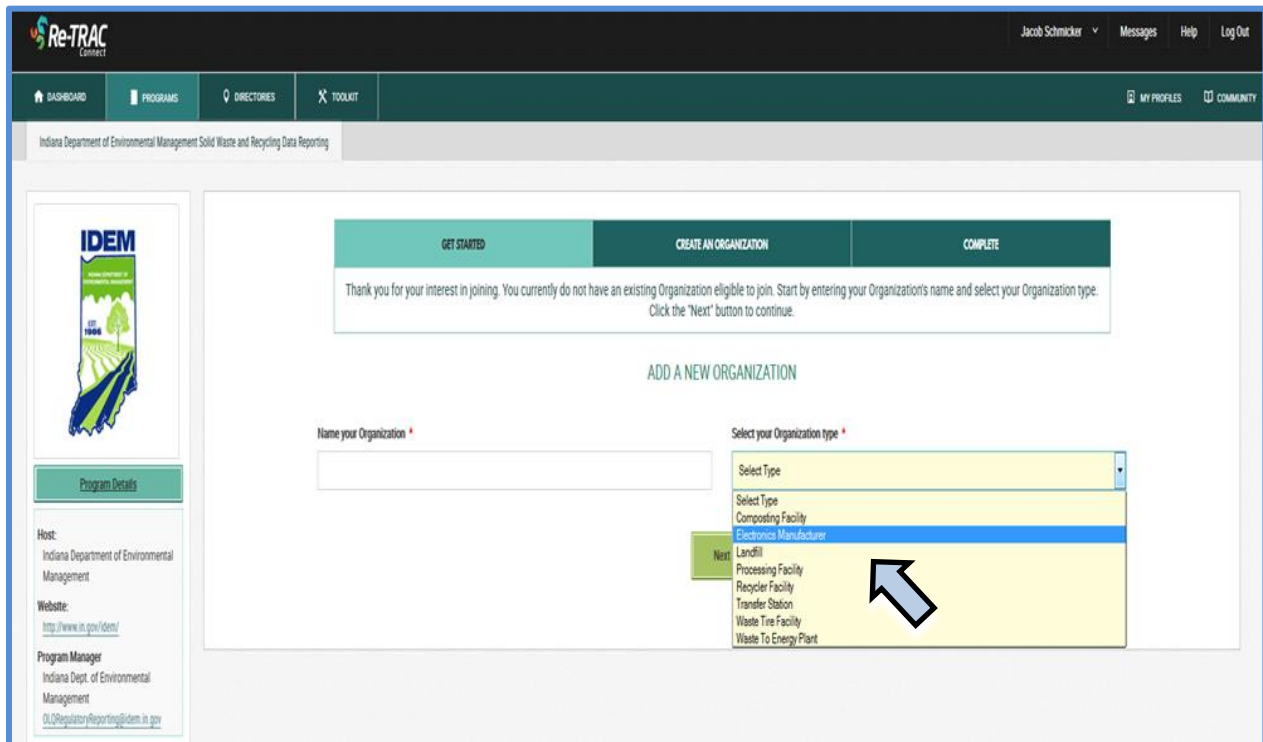 Re-TRAC
Connect
Jacob Schmicker
Messages
Help
Log Out
DASHBOARD
PROGRAMS
DIRECTORIES
TOOLKIT
MY PROFILES
COMMUNITY
Indiana Department of Environmental Management Solid Waste and Recycling Data Reporting
IDEM
INDIANA DEPARTMENT OF
ENVIRONMENTAL MANAGEMENT
EST.
1986
Program Details
Host:
Indiana Department of Environmental
Management
Website:
http://www.in.gov/idem/
Program Manager
Indiana Dept. of Environmental
Management
OLQRegulatoryReporting@idem.in.gov
GET STARTED
CREATE AN ORGANIZATION
COMPLETE
Thank you for your interest in joining. You currently do not have an existing Organization eligible to join. Start by entering your Organization's name and select your Organization type.
Click the "Next" button to continue.
ADD A NEW ORGANIZATION
Name your Organization *
Select your Organization type *
Select Type
Select Type
Composting Facility
Electronics Manufacturer
Landfill
Processing Facility
Recycler Facility
Transfer Station
Waste Tire Facility
Waste To Energy Plant
Next